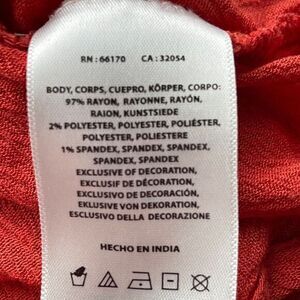 RN : 66170 CA : 32054
BODY, CORPS, CUEPRO, KÖRPER, CORPO:
97% RAYON, RAYONNE, RAYÓN,
RAION, KUNSTSIEDE
2% POLYESTER, POLYESTER, POLIÉSTER,
POLYESTER, POLIESTERE
1% SPANDEX, SPANDEX, SPANDEX,
SPANDEX, SPANDEX
EXCLUSIVE OF DECORATION
EXCLUSIF DE DÉCORATION
EXCLUSIVO DE DECORACIÓN
EKLUSIVE VON DEKORATION
ESCLUSIVO DELLA DECORAZIONE
HECHO EN INDIA